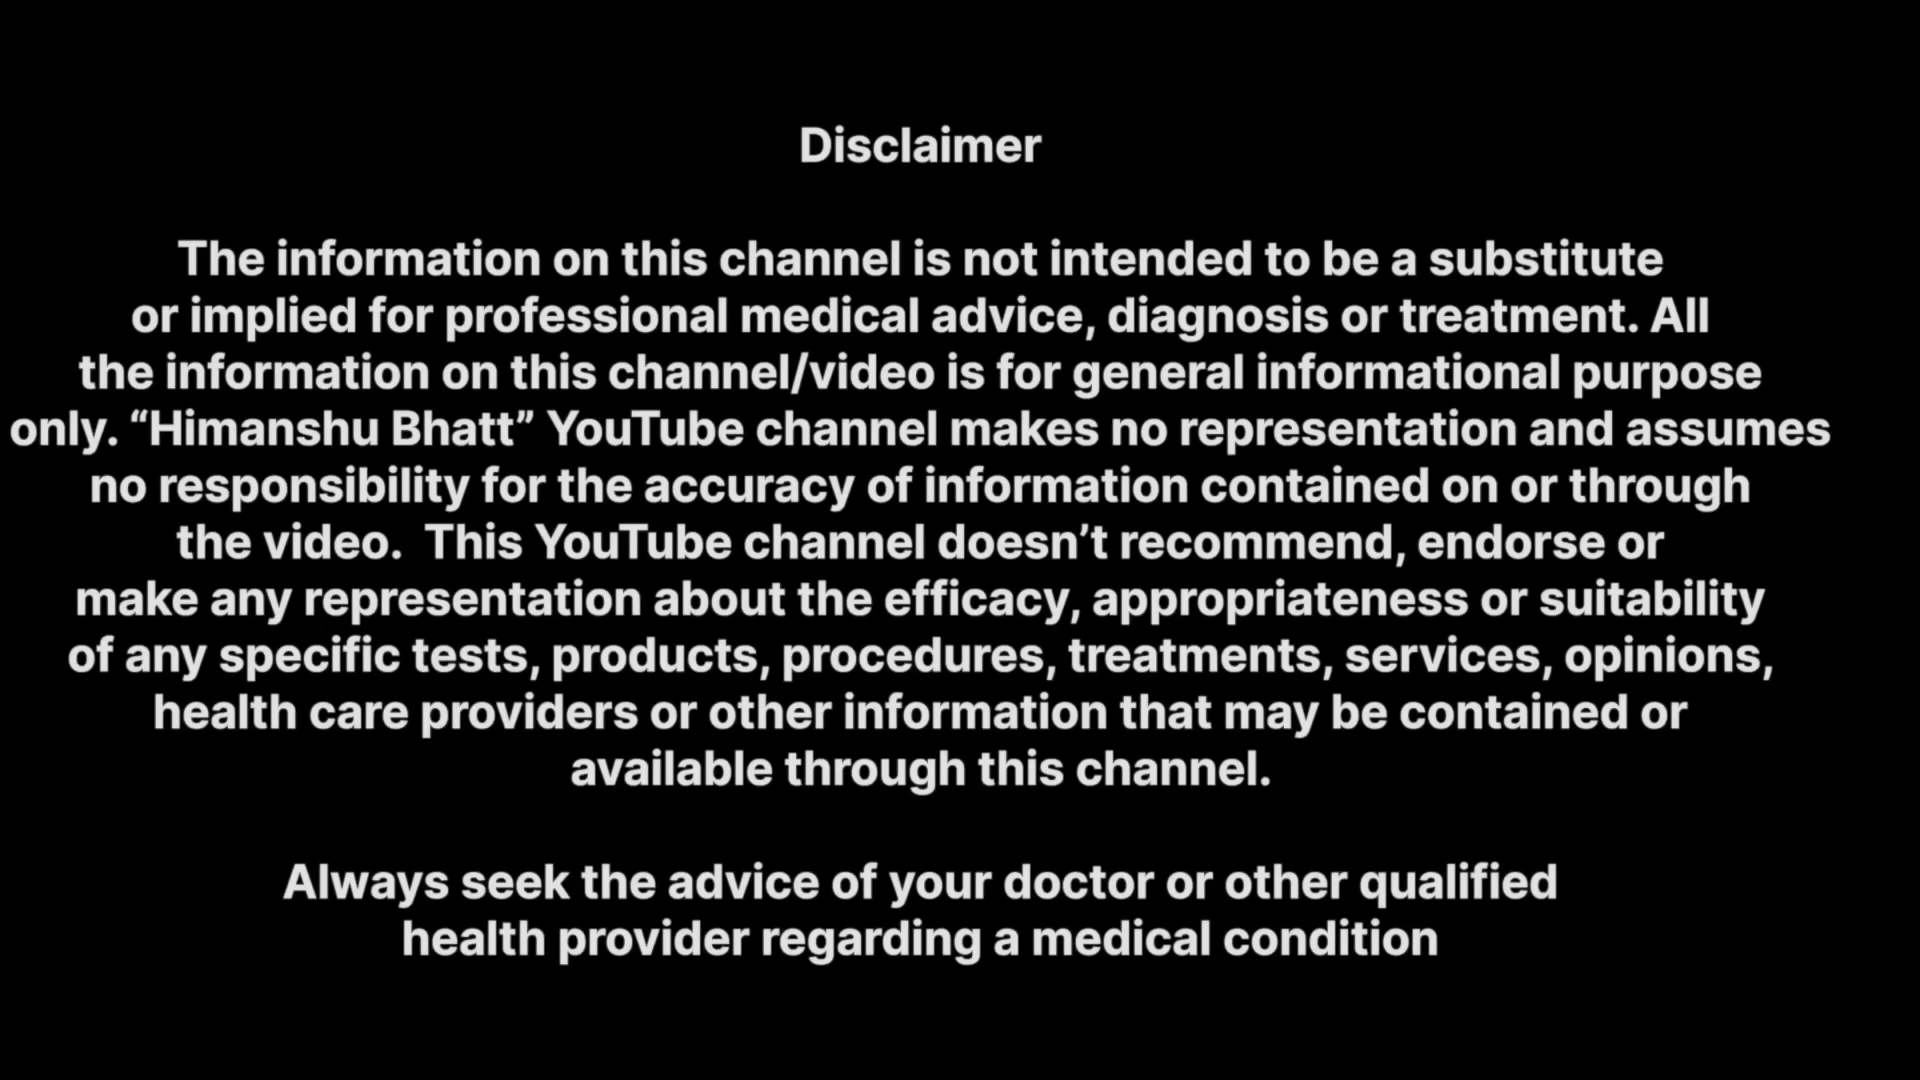 Disclaimer
The information on this channel is not intended to be a substitute
or implied for professional medical advice, diagnosis or treatment. All
the information on this channel/video is for general informational purpose
only. “Himanshu Bhatt” YouTube channel makes no representation and assumes
no responsibility for the accuracy of information contained on or through
the video.  This YouTube channel doesn’t recommend, endorse or
make any representation about the efficacy, appropriateness or suitability
of any specific tests, products, procedures, treatments, services, opinions,
health care providers or other information that may be contained or
available through this channel.
Always seek the advice of your doctor or other qualified
health provider regarding a medical condition